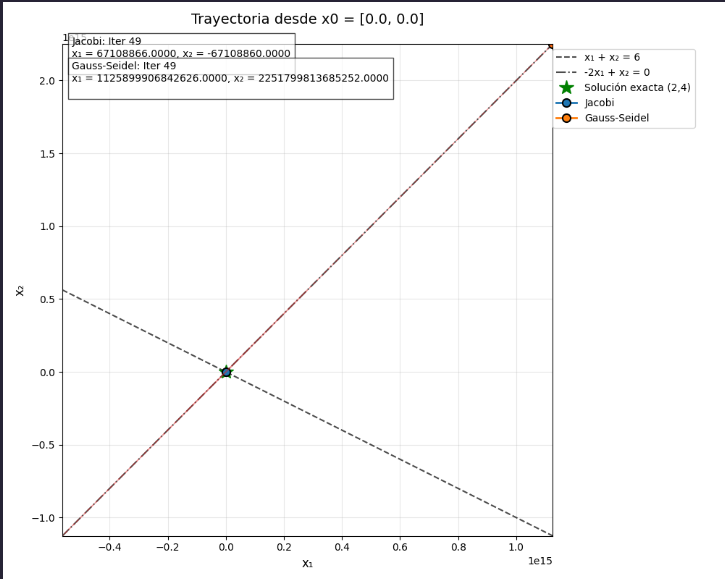 Trayectoria desde x0 = [0.0, 0.0]
Jacobi: Iter 49
x₁ = 67108866.0000, x₂ = -67108860.0000
Gauss-Seidel: Iter 49
x₁ = 1125899906842626.0000, x₂ = 2251799813685252.0000
x₁ + x₂ = 6
-2x₁ + x₂ = 0
Solución exacta (2,4)
Jacobi
Gauss-Seidel
2.0
1.5
1.0
0.5
0.0
−0.5
−1.0
x₂
−0.4 −0.2 0.0 0.2 0.4 0.6 0.8 1.0
1e15
x₁